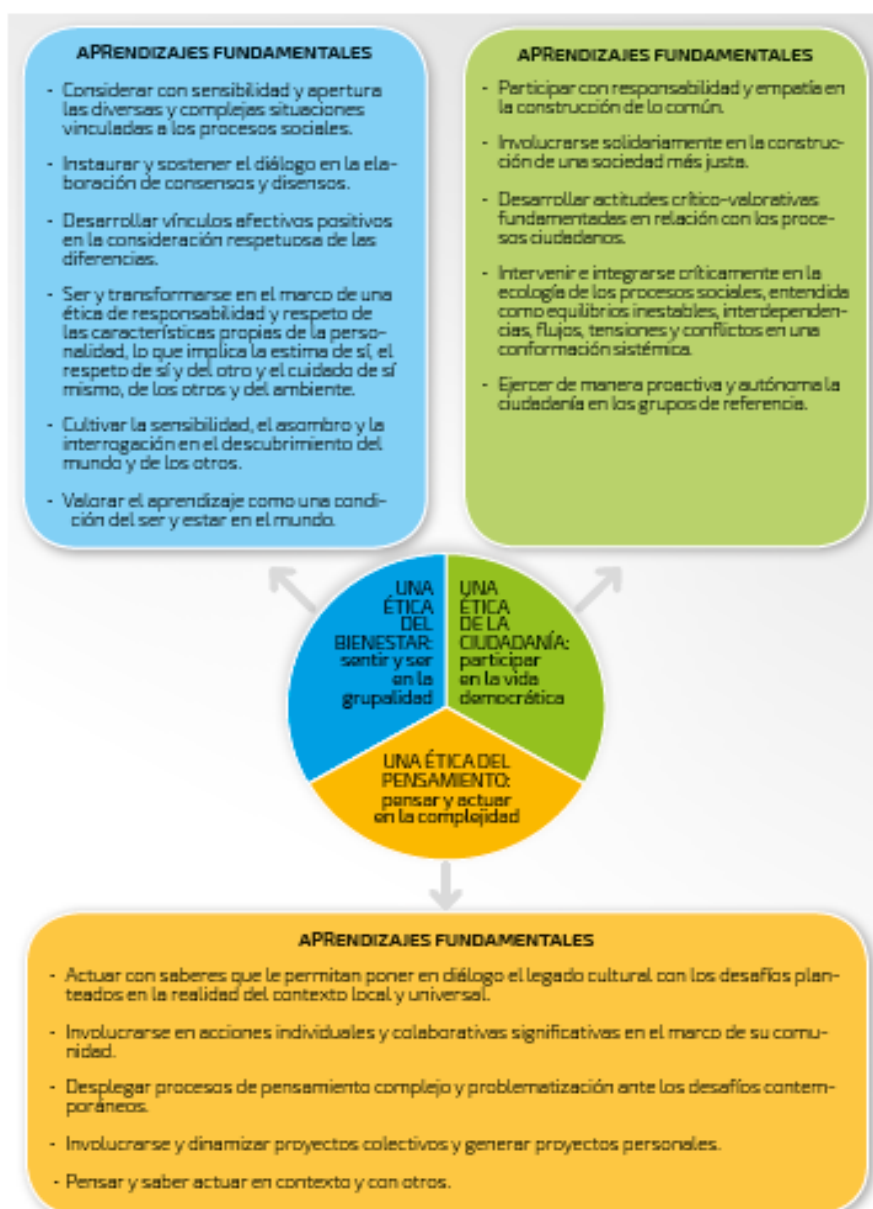 APRENDIZAJES FUNDAMENTALES
- Considerar con sensibilidad y apertura
las diversas y complejas situaciones
vinculadas a los procesos sociales.
- Instaurar y sostener el diálogo en la ela-
boración de consensos y disensos.
- Desarrollar vínculos afectivos positivos
en la consideración respetuosa de las
diferencias.
- Ser y transformarse en el marco de una
ética de responsabilidad y respeto de
las características propias de la perso-
nalidad, lo que implica la estima de sí, el
respeto de sí y del otro y el cuidado de sí
mismo, de los otros y del ambiente.
- Cultivar la sensibilidad, el asombro y la
interrogación en el descubrimiento del
mundo y de los otros.
- Valorar el aprendizaje como una condi-
ción del ser y estar en el mundo.
APRENDIZAJES FUNDAMENTALES
- Participar con responsabilidad y empatía en
la construcción de lo común.
- Involucrarse solidariamente en la construc-
ción de una sociedad más justa.
- Desarrollar actitudes crítico-valorativas
fundamentadas en relación con los proce-
sos ciudadanos.
- Intervenir e integrarse críticamente en la
ecología de los procesos sociales, entendida
como equilibrios inestables, interdependen-
cias, flujos, tensiones y conflictos en una
conformación sistémica.
- Ejercer de manera proactiva y autónoma la
ciudadanía en los grupos de referencia.
UNA
ÉTICA
DEL
BIENESTAR:
sentir y ser
en la
grupalidad
UNA
ÉTICA
DE LA
CIUDADANÍA:
participar
en la vida
democrática
UNA ÉTICA DEL
PENSAMIENTO:
pensar y actuar
en la complejidad
APRENDIZAJES FUNDAMENTALES
- Actuar con saberes que le permitan poner en diálogo el legado cultural con los desafíos plan-
teados en la realidad del contexto local y universal.
- Involucrarse en acciones individuales y colaborativas significativas en el marco de su comu-
nidad.
- Desplegar procesos de pensamiento complejo y problematización ante los desafíos contem-
poráneos.
- Involucrarse y dinamizar proyectos colectivos y generar proyectos personales.
- Pensar y saber actuar en contexto y con otros.